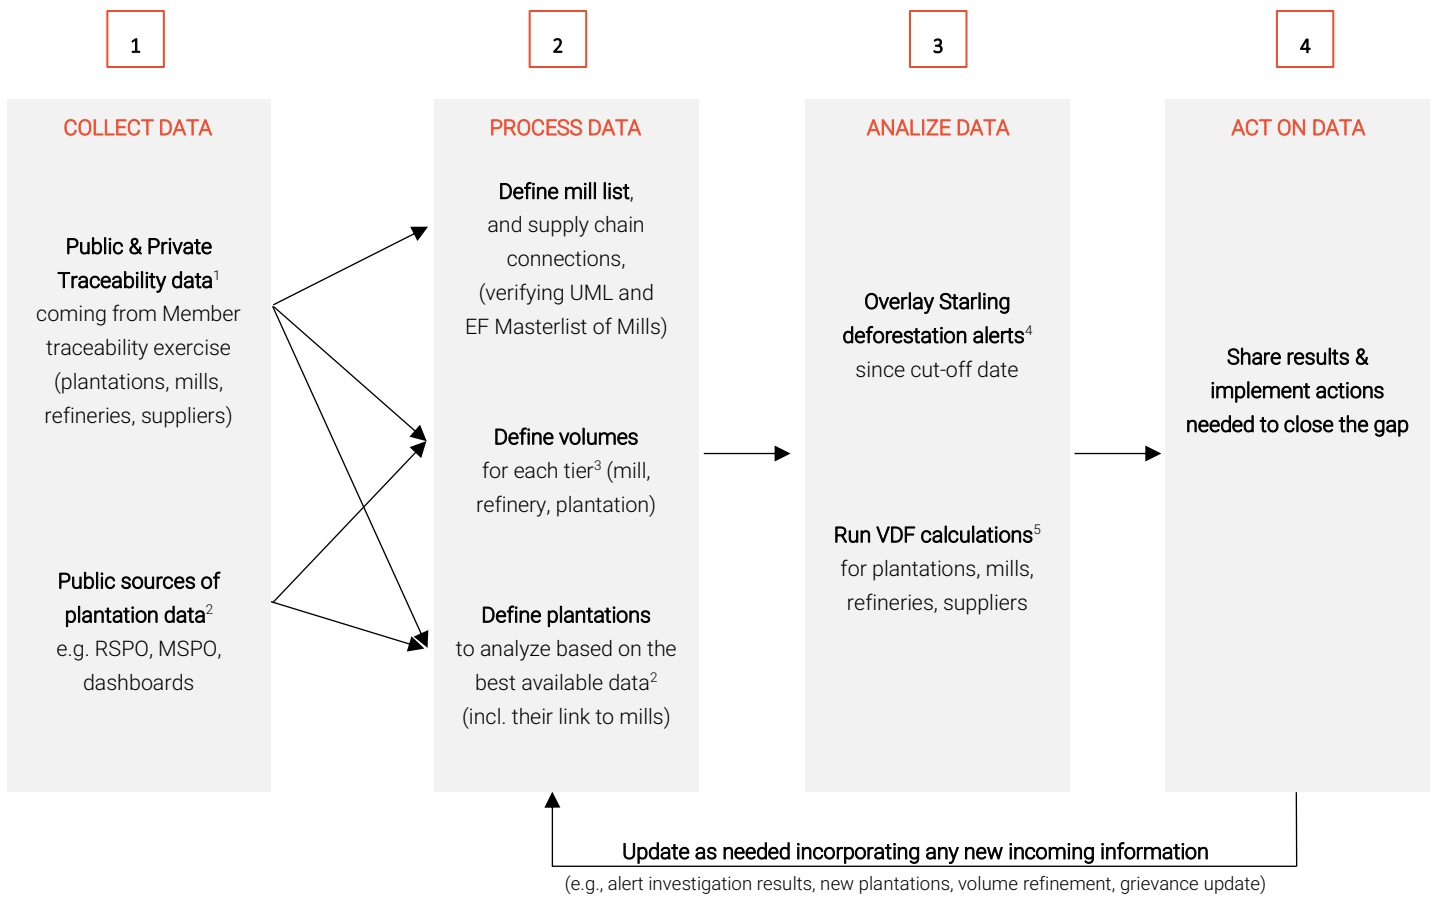 1
COLLECT DATA
Public & Private
Traceability data1
coming from Member
traceability exercise
(plantations, mills,
refineries, suppliers)
Public sources of
plantation data2
e.g. RSPO, MSPO,
dashboards
2
PROCESS DATA
Define mill list,
and supply chain
connections,
(verifying UML and
EF Masterlist of Mills)
Define volumes
for each tier3 (mill,
refinery, plantation)
Define plantations
to analyze based on the
best available data2
(incl. their link to mills)
3
ANALIZE DATA
Overlay Starling
deforestation alerts4
since cut-off date
Run VDF calculations5
for plantations, mills,
refineries, suppliers
4
ACT ON DATA
Share results &
implement actions
needed to close the gap
Update as needed incorporating any new incoming information
(e.g., alert investigation results, new plantations, volume refinement, grievance update)